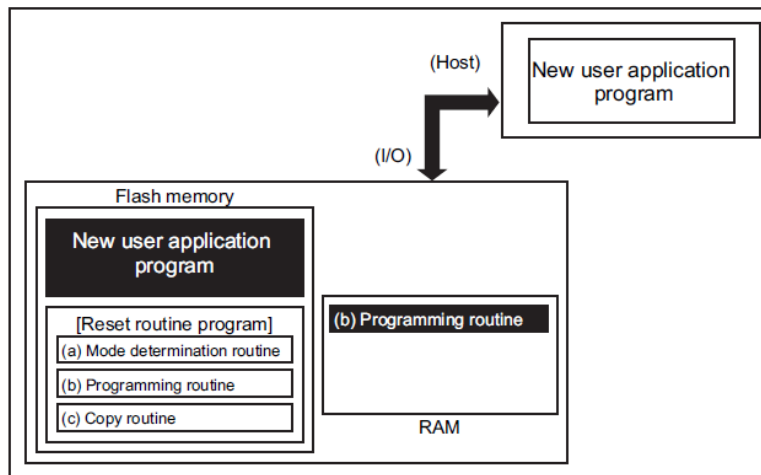 (Host)
New user application
program
(I/O)
Flash memory
New user application
program
[Reset routine program]
(a) Mode determination routine
(b) Programming routine
(c) Copy routine
(b) Programming routine
RAM